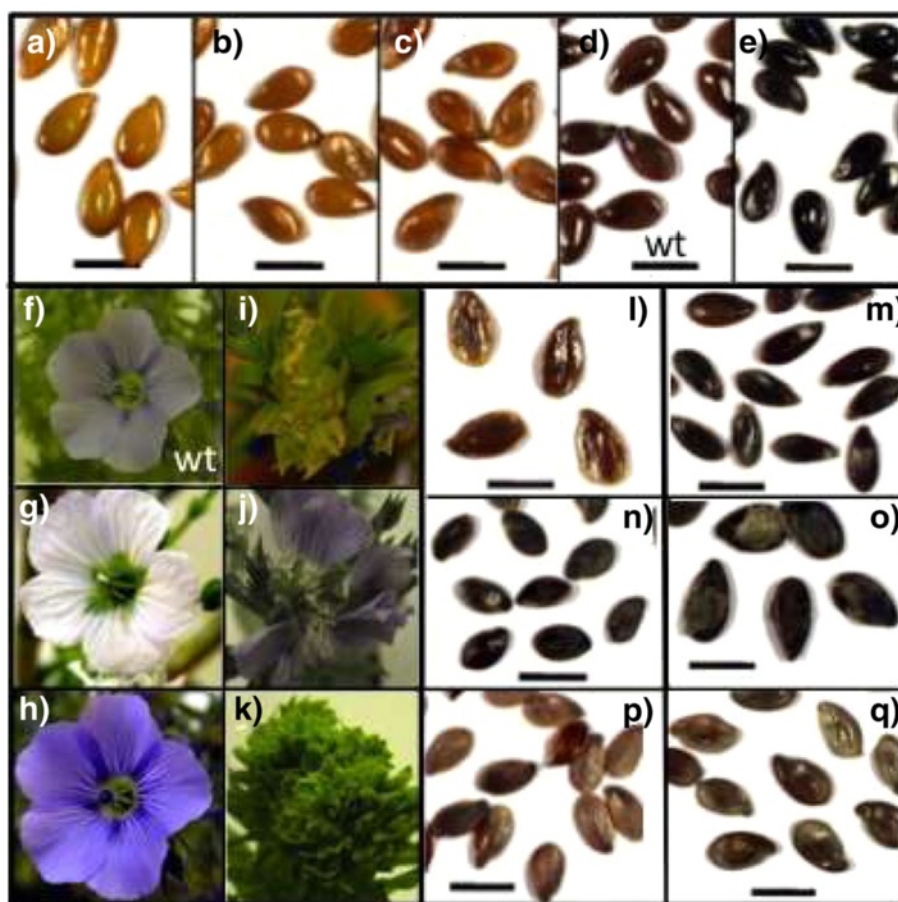 a) b) c) d) e)
wt
f) i) l) m)
wt
g) j) n) o)
h) k) p) q)